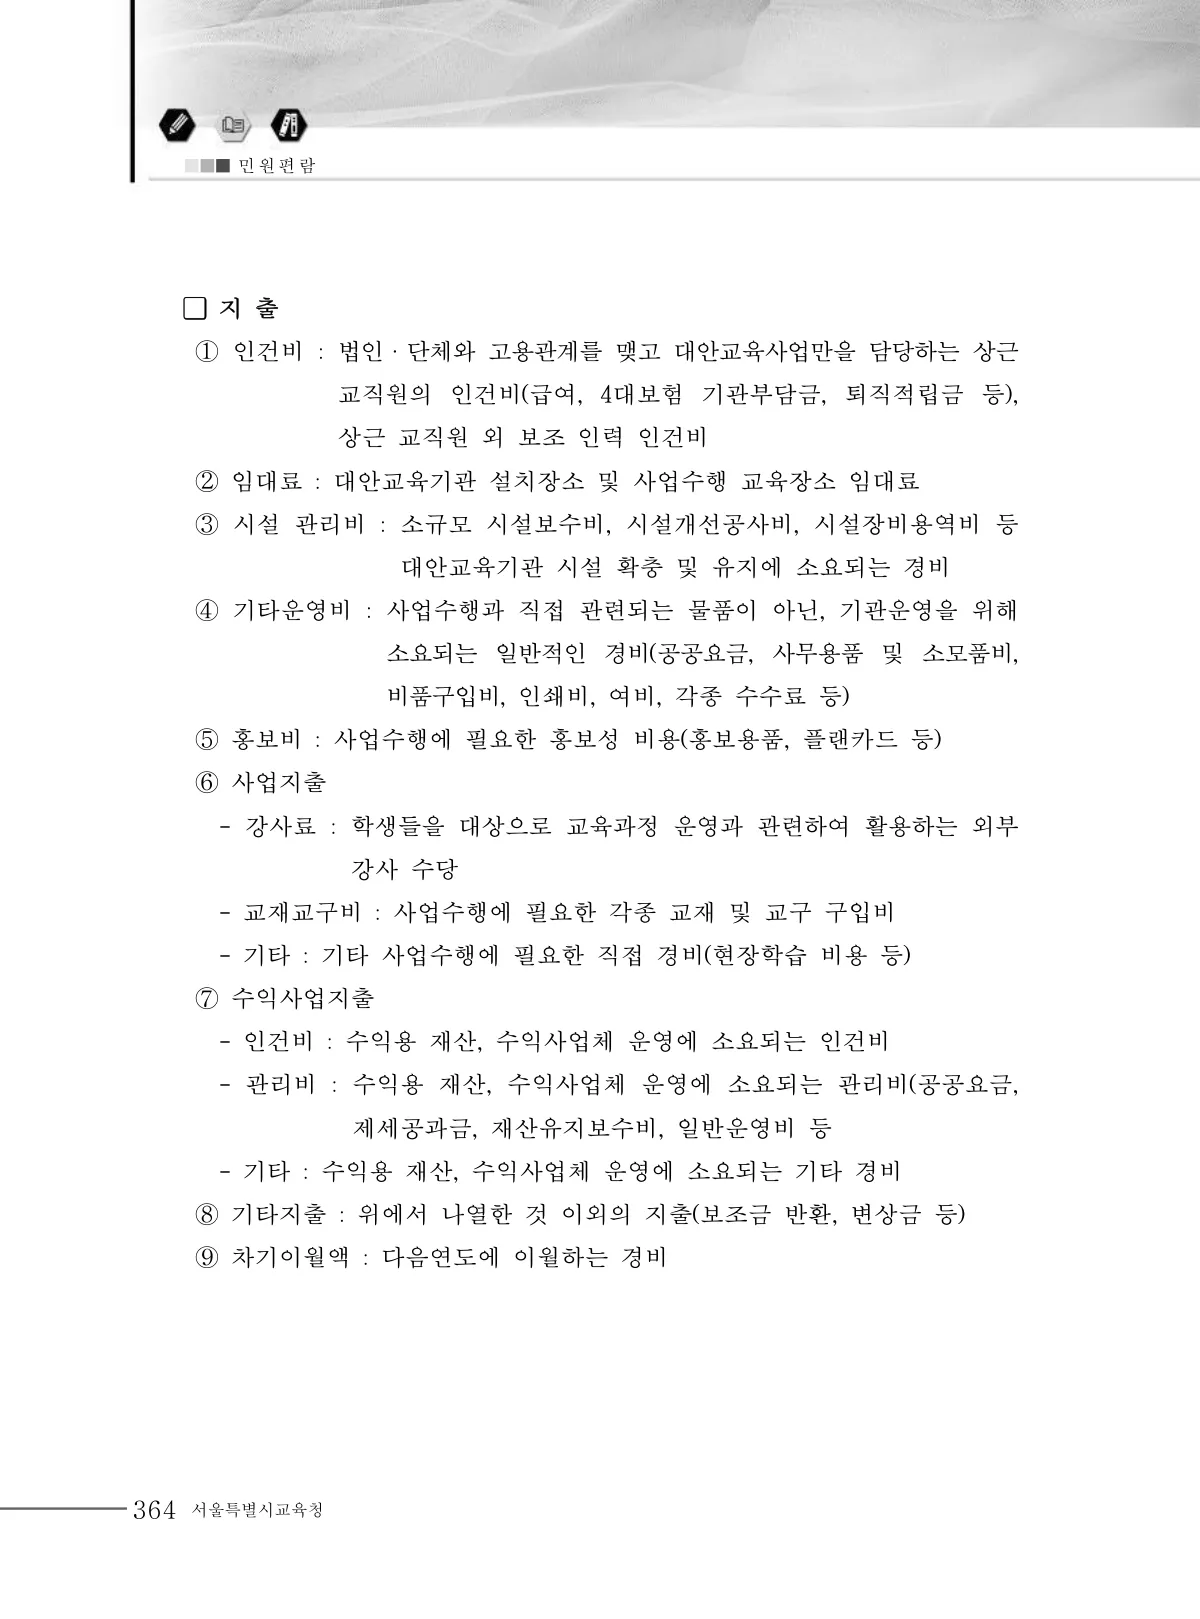 민원편람
□ 지 출
① 인건비 : 법인·단체와 고용관계를 맺고 대안교육사업만을 담당하는 상근
교직원의 인건비(급여, 4대보험 기관부담금, 퇴직적립금 등),
상근 교직원 외 보조 인력 인건비
② 임대료 : 대안교육기관 설치장소 및 사업수행 교육장소 임대료
③ 시설 관리비 : 소규모 시설보수비, 시설개선공사비, 시설장비용역비 등
대안교육기관 시설 확충 및 유지에 소요되는 경비
④ 기타운영비 : 사업수행과 직접 관련되는 물품이 아닌, 기관운영을 위해
소요되는 일반적인 경비(공공요금, 사무용품 및 소모품비,
비품구입비, 인쇄비, 여비, 각종 수수료 등)
⑤ 홍보비 : 사업수행에 필요한 홍보성 비용(홍보용품, 플랜카드 등)
⑥ 사업지출
- 강사료 : 학생들을 대상으로 교육과정 운영과 관련하여 활용하는 외부
강사 수당
- 교재교구비 : 사업수행에 필요한 각종 교재 및 교구 구입비
- 기타 : 기타 사업수행에 필요한 직접 경비(현장학습 비용 등)
⑦ 수익사업지출
- 인건비 : 수익용 재산, 수익사업체 운영에 소요되는 인건비
- 관리비 : 수익용 재산, 수익사업체 운영에 소요되는 관리비(공공요금,
제세공과금, 재산유지보수비, 일반운영비 등
- 기타 : 수익용 재산, 수익사업체 운영에 소요되는 기타 경비
⑧ 기타지출 : 위에서 나열한 것 이외의 지출(보조금 반환, 변상금 등)
⑨ 차기이월액 : 다음연도에 이월하는 경비
364 서울특별시교육청